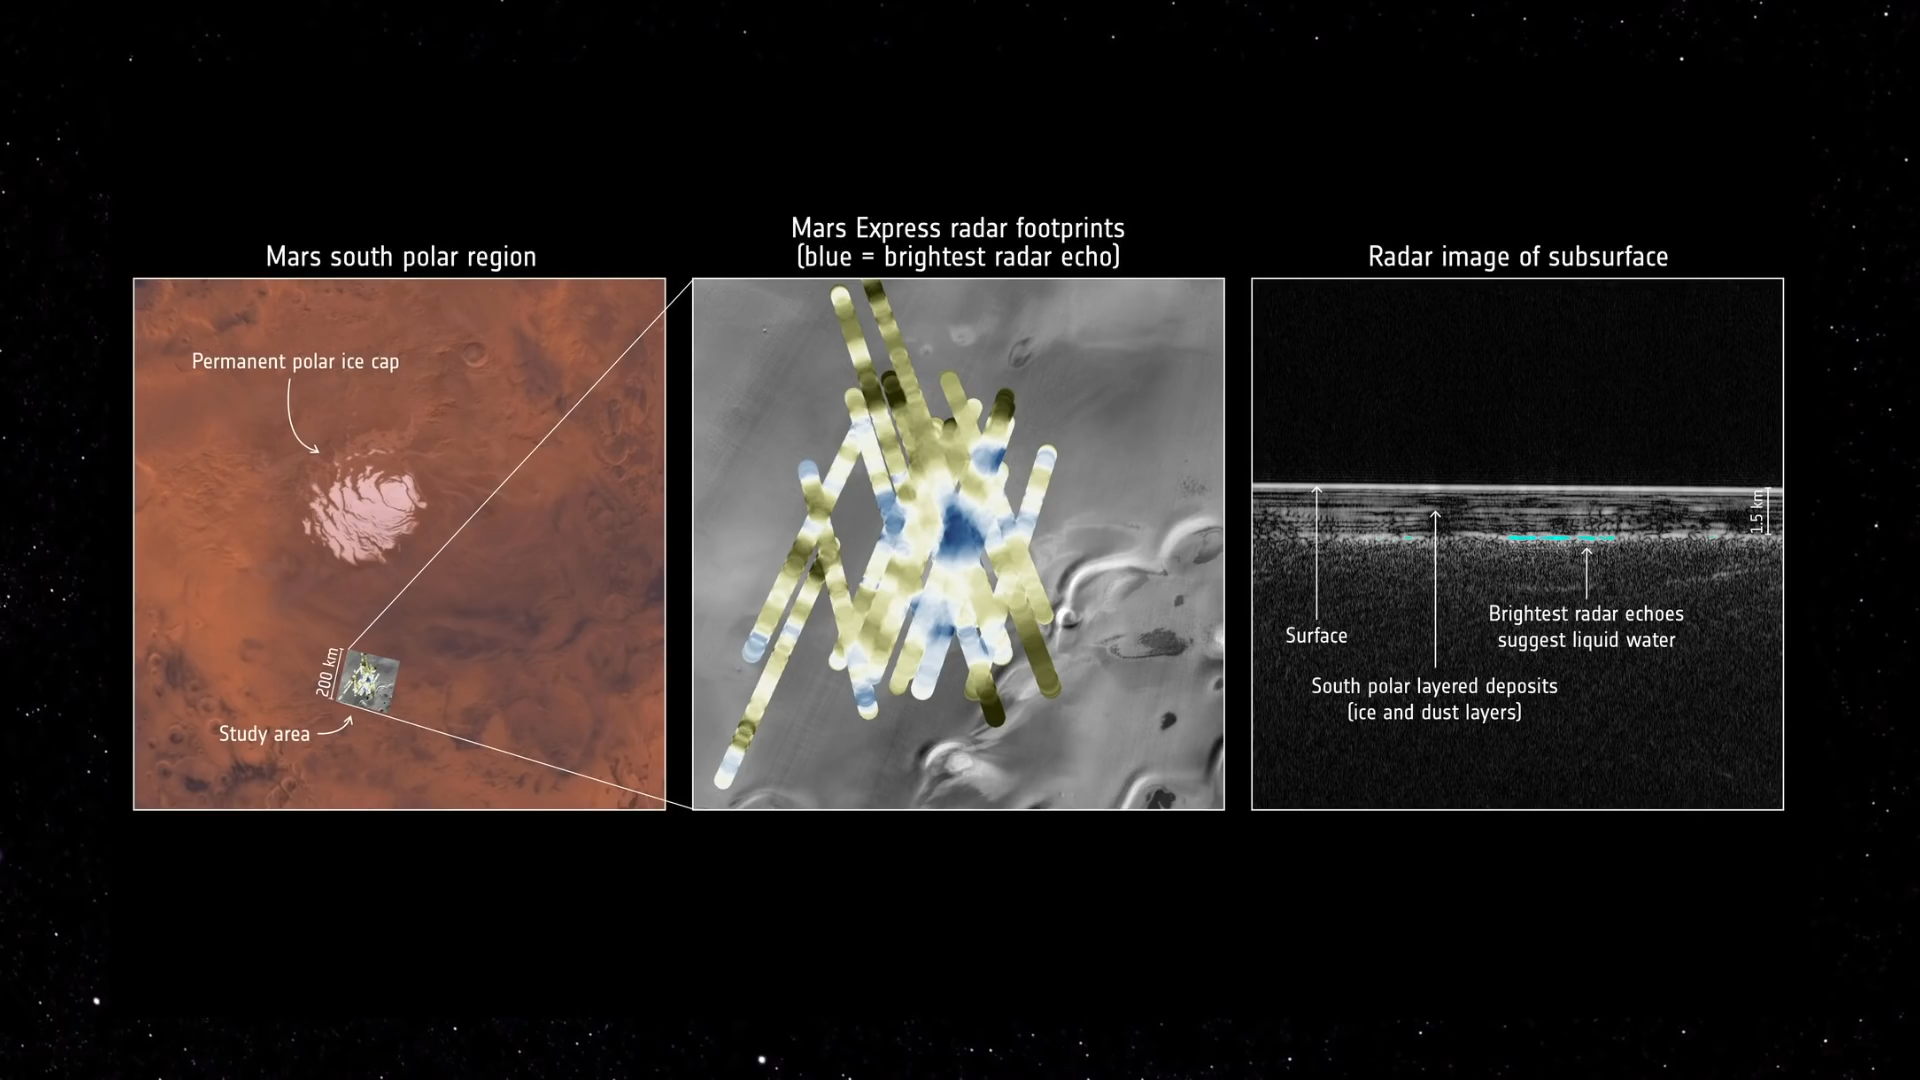 Mars south polar region
Permanent polar ice cap
200 km
Study area
Mars Express radar footprints
(blue = brightest radar echo)
Radar image of subsurface
1.5 km
Surface
Brightest radar echoes
suggest liquid water
South polar layered deposits
(ice and dust layers)